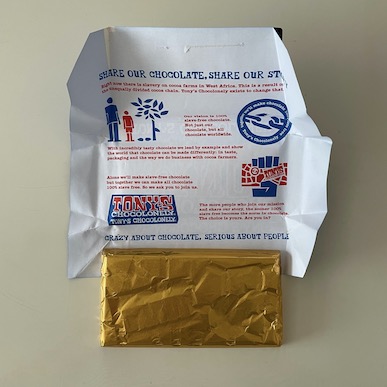 SHARE OUR CHOCOLATE, SHARE OUR ST
Right now there is slavery on cocoa farms in West Africa. This is a result of
an unequally divided cocoa chain. Tony's Chocolonely exists to change that.
Our vision is 100%
slave-free chocolate.
Not just our
chocolate, but all
chocolate worldwide.
make chocolate
With incredibly tasty chocolate we lead by example and show
the world that chocolate can be made differently: in taste,
packaging and the way we do business with cocoa farmers.
Alone we'll make slave-free chocolate
but together we can make all chocolate
100% slave free. So we ask you to join us.
TONY'S
CHOCOLONELY
TONY'S CHOCOLONELY
The more people who join our mission
and share our story, the sooner 100%
slave-free becomes the norm in chocolate.
The choice is yours. Are you in?
CRAZY ABOUT CHOCOLATE, SERIOUS ABOUT PEOPLE